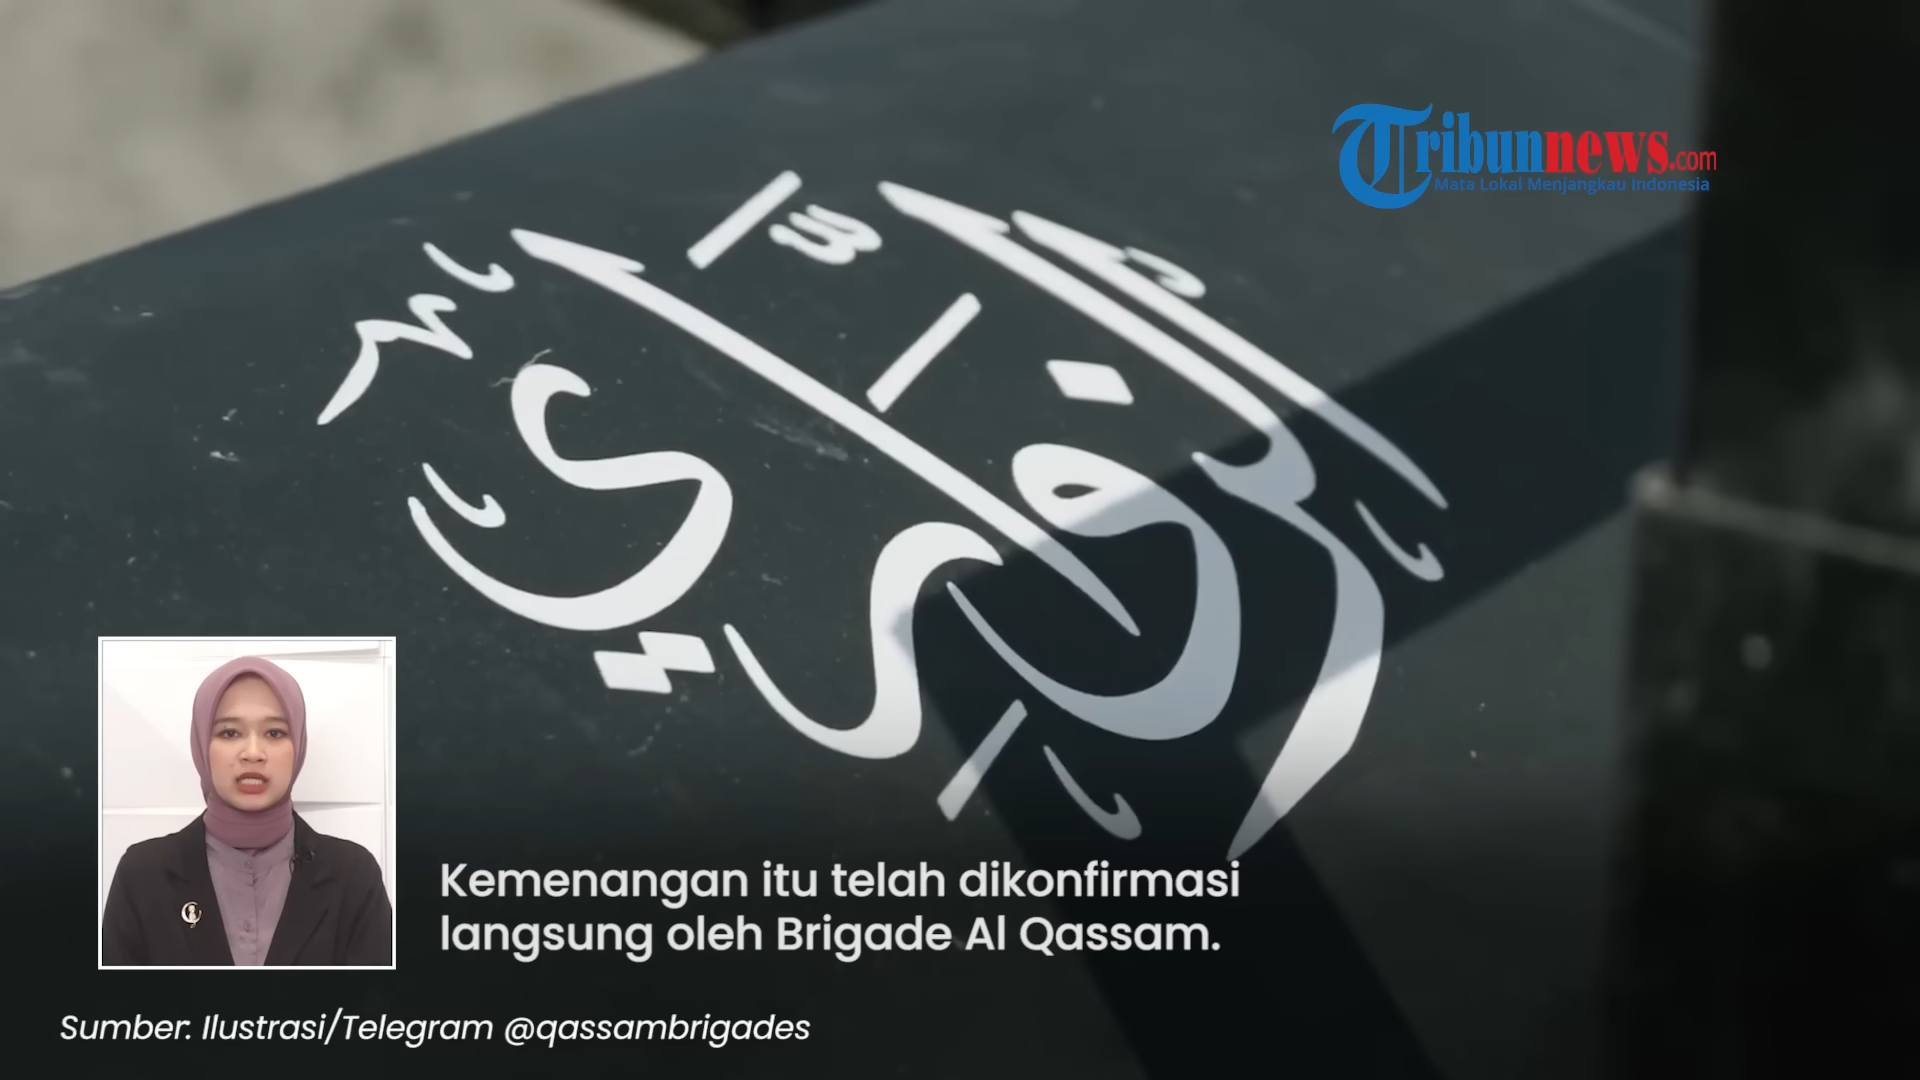 Tribunnews.com
Mata Lokal Menjangkau Indonesia
Kemenangan itu telah dikonfirmasi
langsung oleh Brigade Al Qassam.
Sumber: Ilustrasi/Telegram @qassambrigades